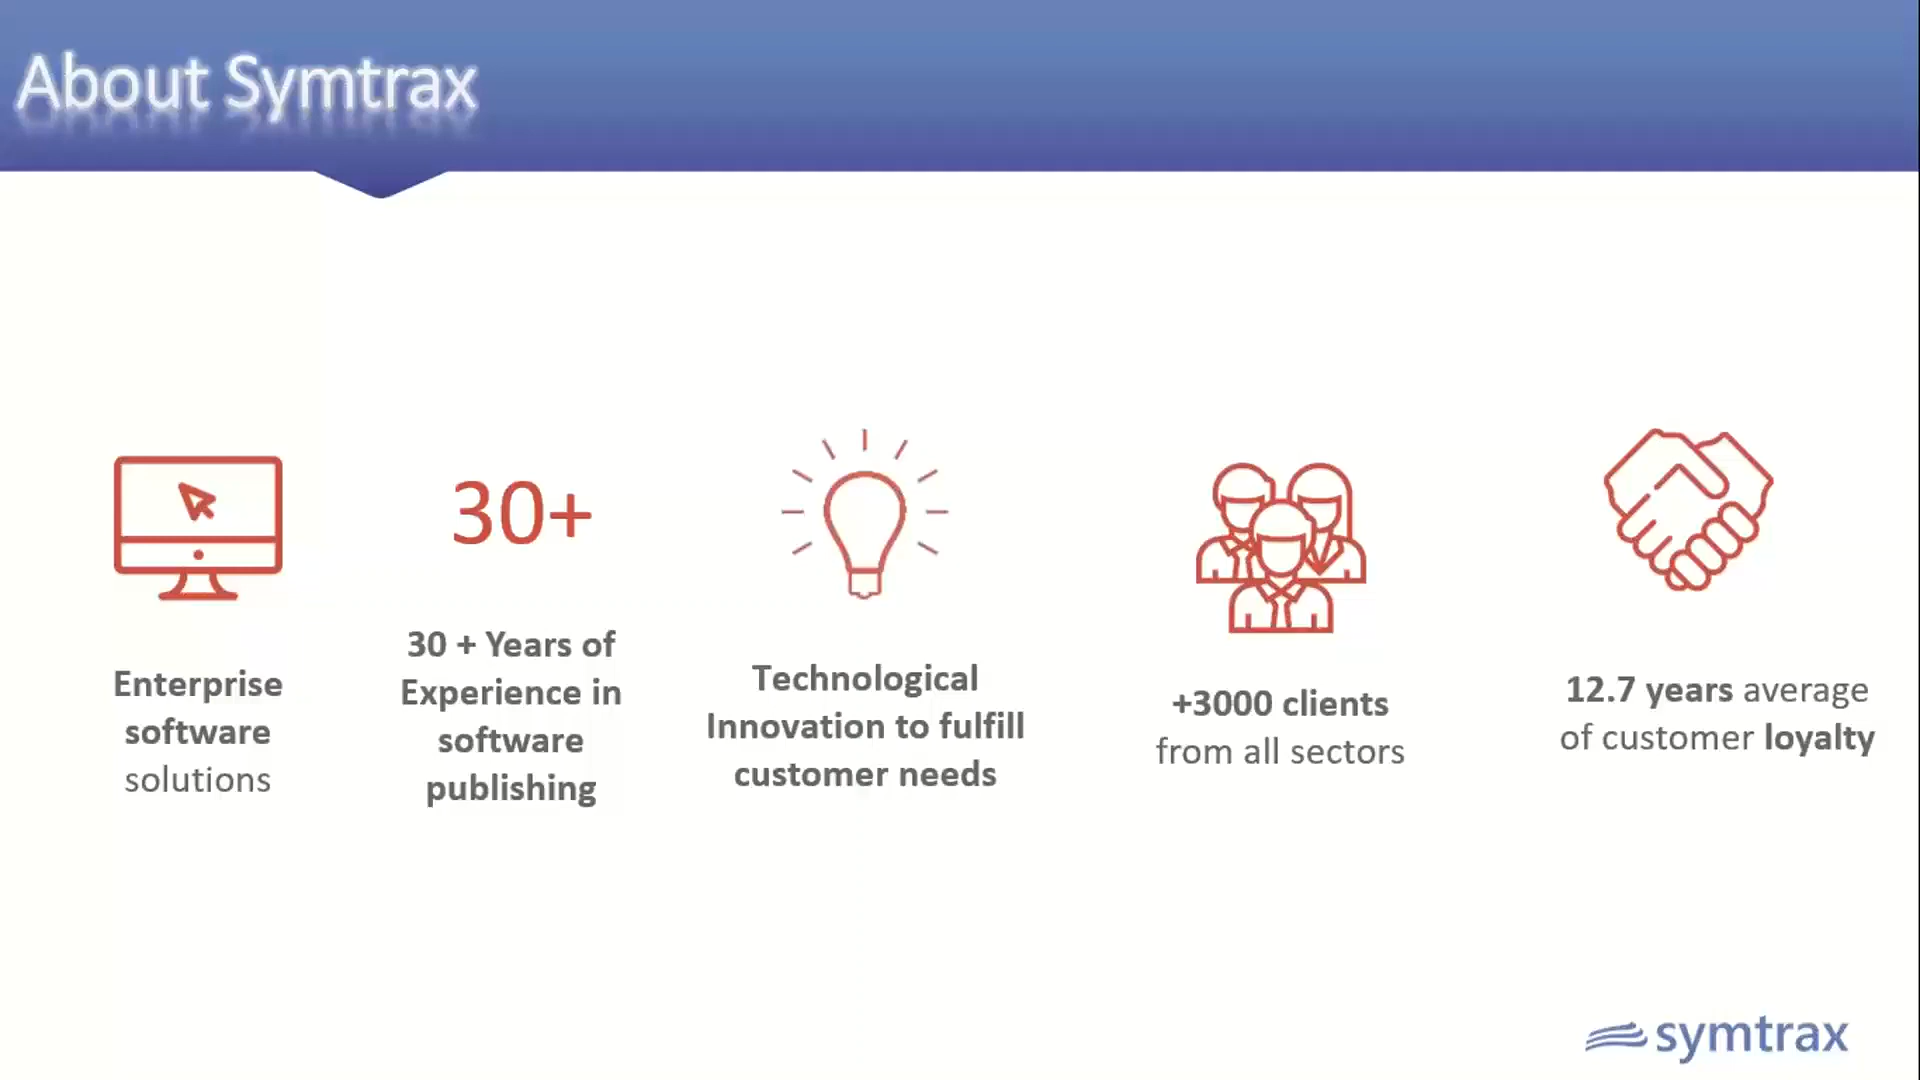 About Symtrax
30+
Enterprise
software
solutions
30 + Years of
Experience in
software
publishing
Technological
Innovation to fulfill
customer needs
+3000 clients
from all sectors
12.7 years average
of customer loyalty
symtrax